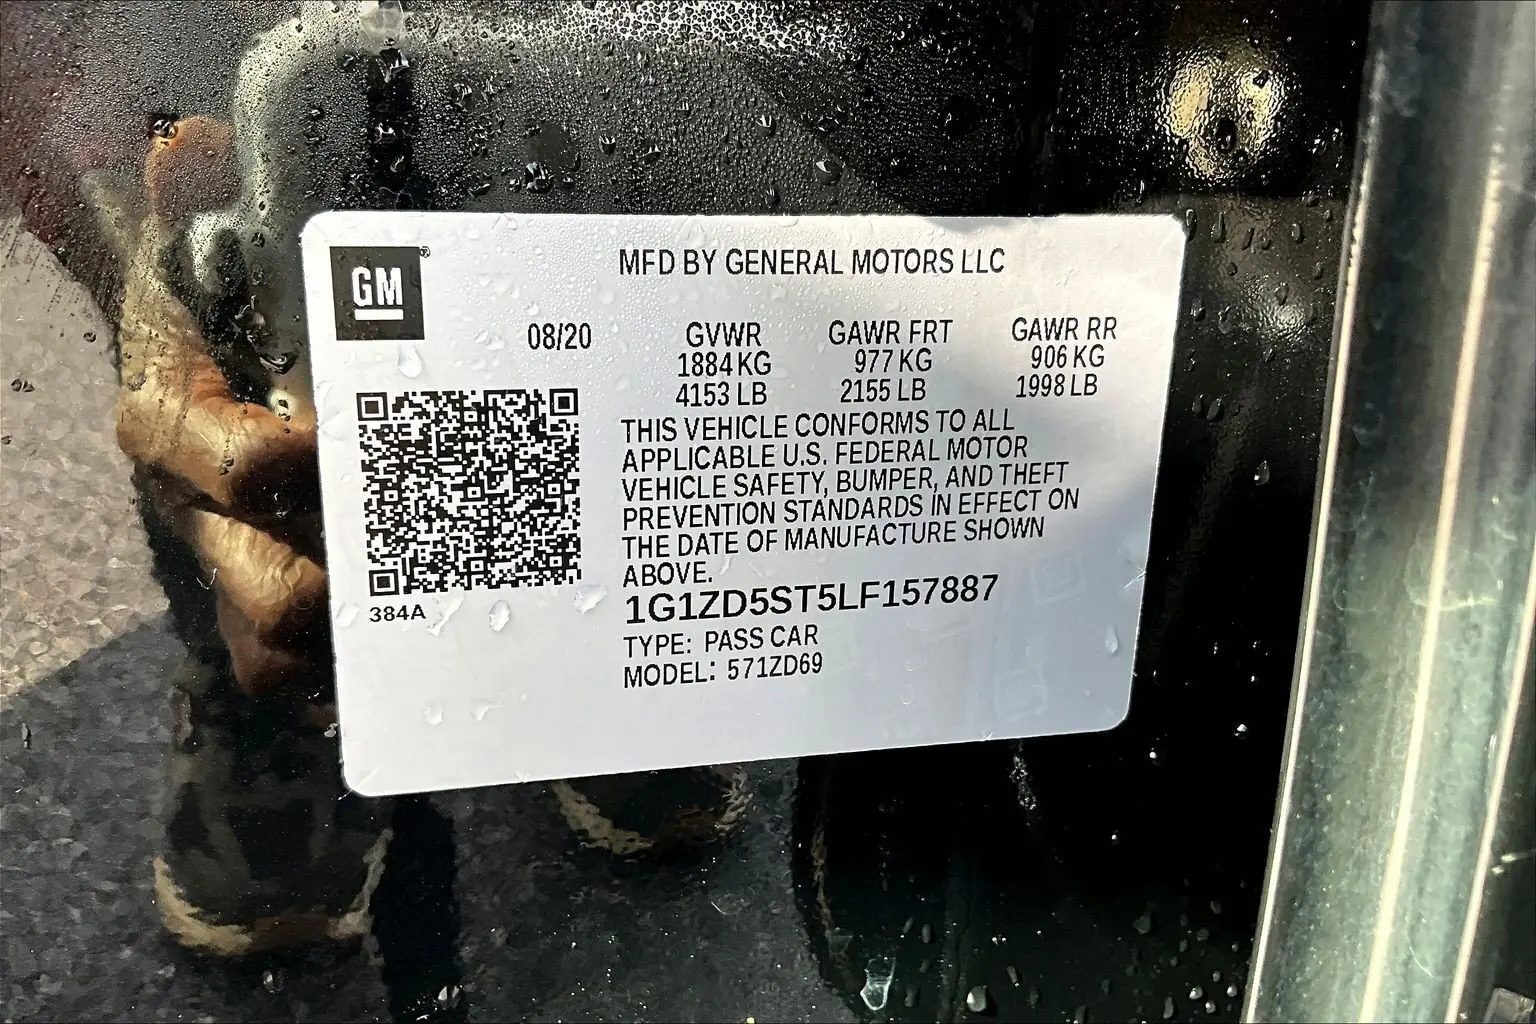 GM®
MFD BY GENERAL MOTORS LLC
08/20 GVWR GAWR FRT GAWR RR
1884 KG 977 KG 906 KG
4153 LB 2155 LB 1998 LB
THIS VEHICLE CONFORMS TO ALL
APPLICABLE U.S. FEDERAL MOTOR
VEHICLE SAFETY, BUMPER, AND THEFT
PREVENTION STANDARDS IN EFFECT ON
THE DATE OF MANUFACTURE SHOWN
ABOVE.
384A
1G1ZD5ST5LF157887
TYPE: PASS CAR
MODEL: 571ZD69